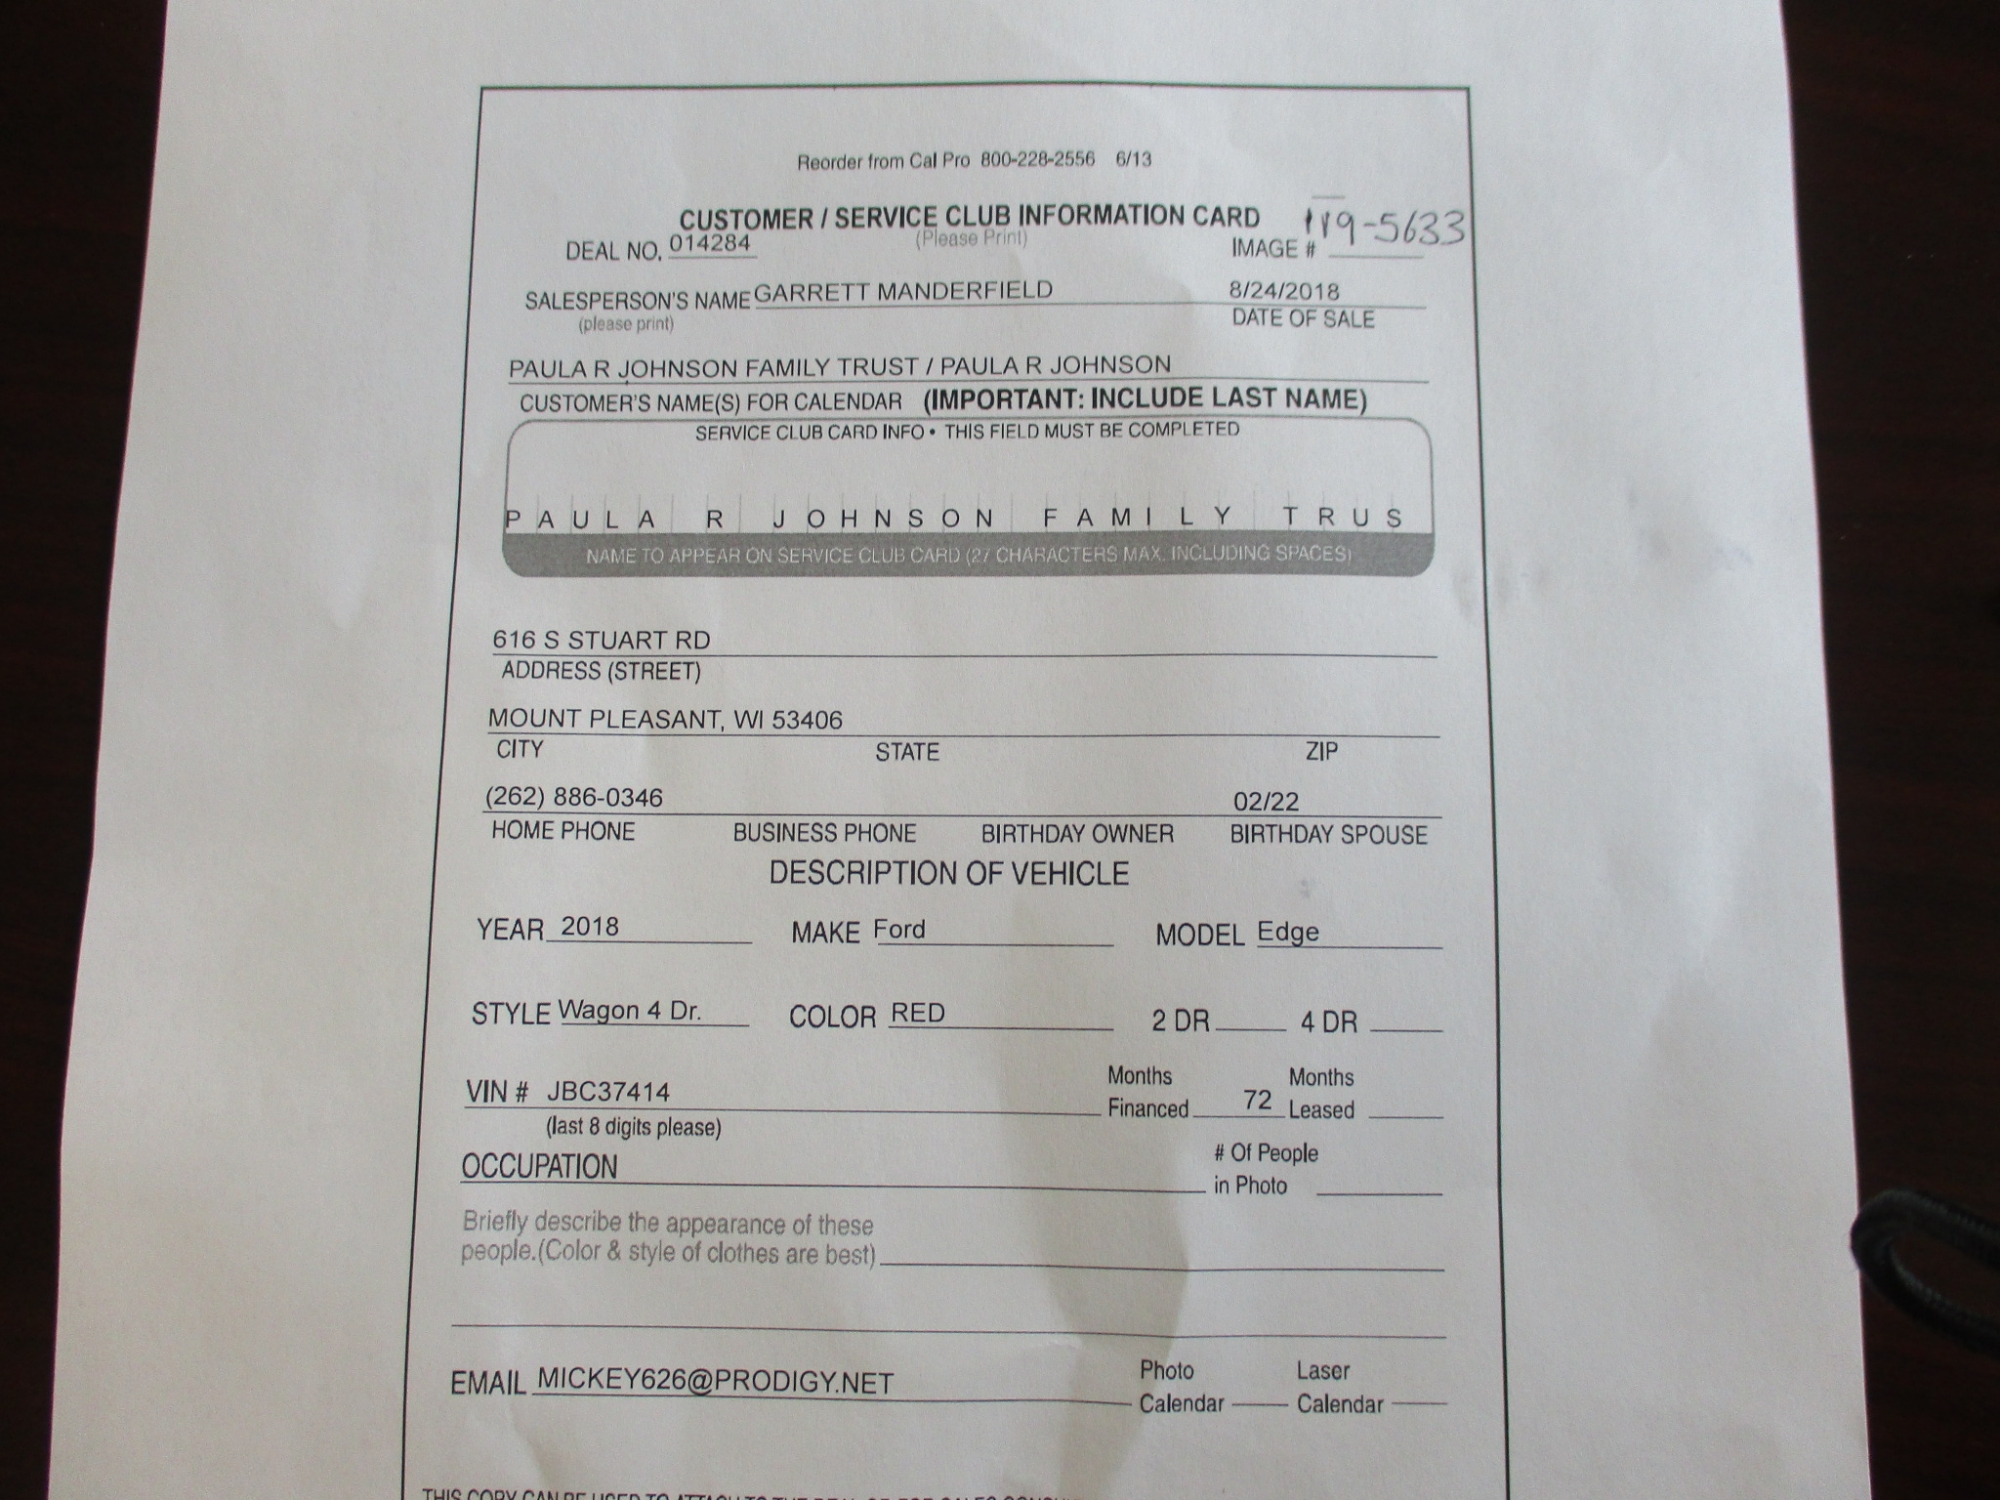 Reorder from Cal Pro 800-228-2556 6/13
CUSTOMER / SERVICE CLUB INFORMATION CARD
(Please Print)
DEAL NO. 014284
IMAGE # 119-5633
SALESPERSON'S NAME GARRETT MANDERFIELD 8/24/2018
(please print) DATE OF SALE
PAULA R JOHNSON FAMILY TRUST / PAULA R JOHNSON
CUSTOMER'S NAME(S) FOR CALENDAR (IMPORTANT: INCLUDE LAST NAME)
SERVICE CLUB CARD INFO • THIS FIELD MUST BE COMPLETED
PAULA R JOHNSON FAMILY TRUS
NAME TO APPEAR ON SERVICE CLUB CARD (27 CHARACTERS MAX. INCLUDING SPACES)
616 S STUART RD
ADDRESS (STREET)
MOUNT PLEASANT, WI 53406
CITY STATE ZIP
(262) 886-0346 02/22
HOME PHONE BUSINESS PHONE BIRTHDAY OWNER BIRTHDAY SPOUSE
DESCRIPTION OF VEHICLE
YEAR 2018 MAKE Ford MODEL Edge
STYLE Wagon 4 Dr. COLOR RED 2 DR 4 DR
VIN # JBC37414
(last 8 digits please)
Months Financed 72 Months Leased
OCCUPATION
# Of People
in Photo
Briefly describe the appearance of these
people.(Color & style of clothes are best)
EMAIL MICKEY626@PRODIGY.NET
Photo Calendar Laser Calendar